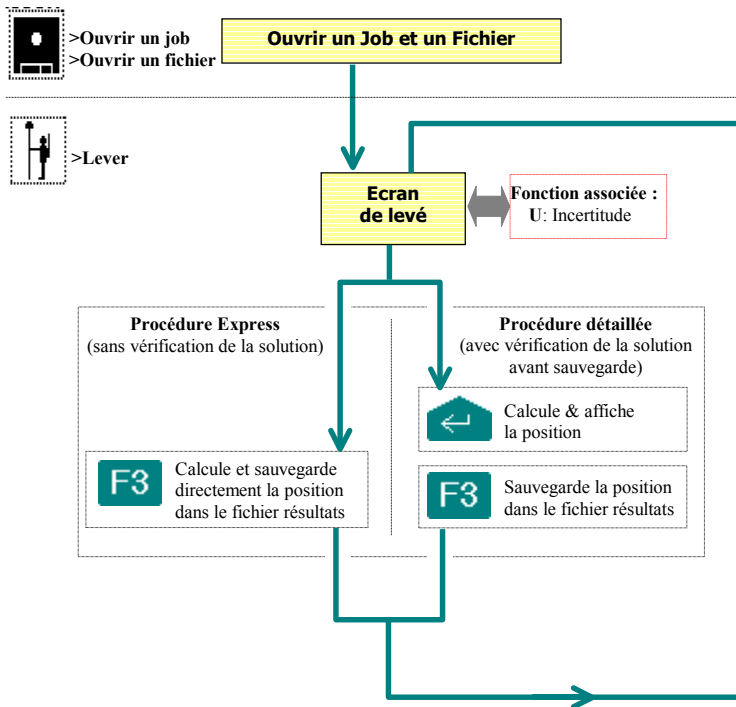 >Ouvrir un job
>Ouvrir un fichier
Ouvrir un Job et un Fichier
>Lever
Ecran
de levé
Fonction associée :
U: Incertitude
Procédure Express
(sans vérification de la solution)
F3
Calcule et sauvegarde
directement la position
dans le fichier résultats
Procédure détaillée
(avec vérification de la solution
avant sauvegarde)
Calcule & affiche
la position
F3
Sauvegarde la position
dans le fichier résultats